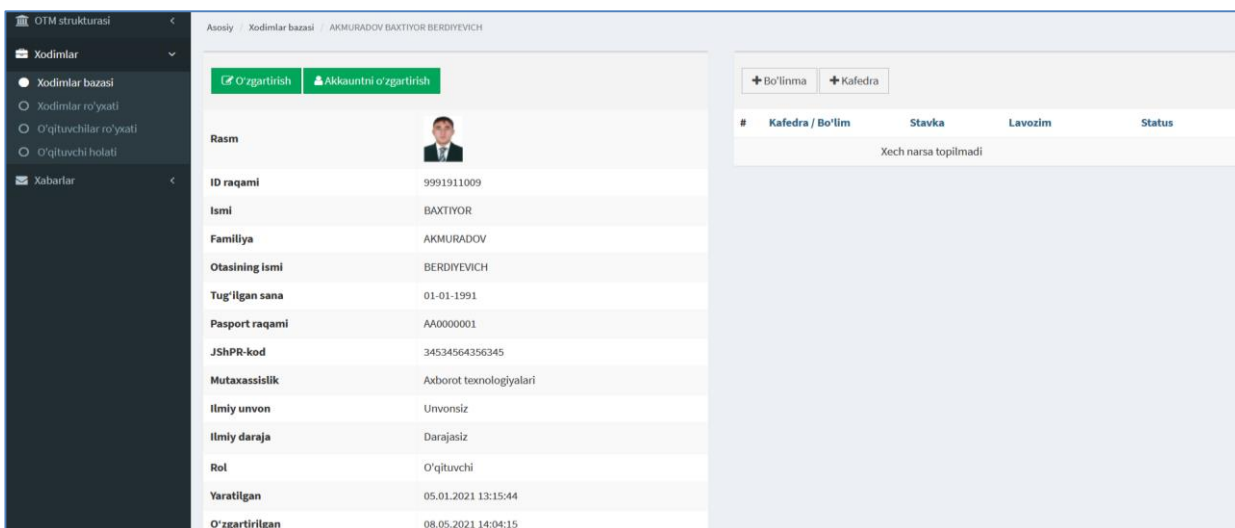 OTM strukturasi
Xodimlar
Xodimlar bazasi
Xodimlar ro'yxati
O'qituvchilar ro'yxati
O'qituvchi holati
Xabarlar
Asosiy / Xodimlar bazasi / AKMURADOV BAXTIYOR BERDIYEVICH
O'zgartirish Akkauntni o'zgartirish
Rasm
ID raqami 9991911009
Ismi BAXTIYOR
Familiya AKMURADOV
Otasining ismi BERDIYEVICH
Tug'ilgan sana 01-01-1991
Pasport raqami AA0000001
JShPR-kod 34534564356345
Mutaxassislik Axborot texnologiyalari
Ilmiy unvon Unvonsiz
Ilmiy daraja Darajasiz
Rol O'qituvchi
Yaratilgan 05.01.2021 13:15:44
O'zgartirilgan 08.05.2021 14:04:15
+Bo'linma +Kafedra
# Kafedra / Bo'lim Stavka Lavozim Status
Xech narsa topilmadi